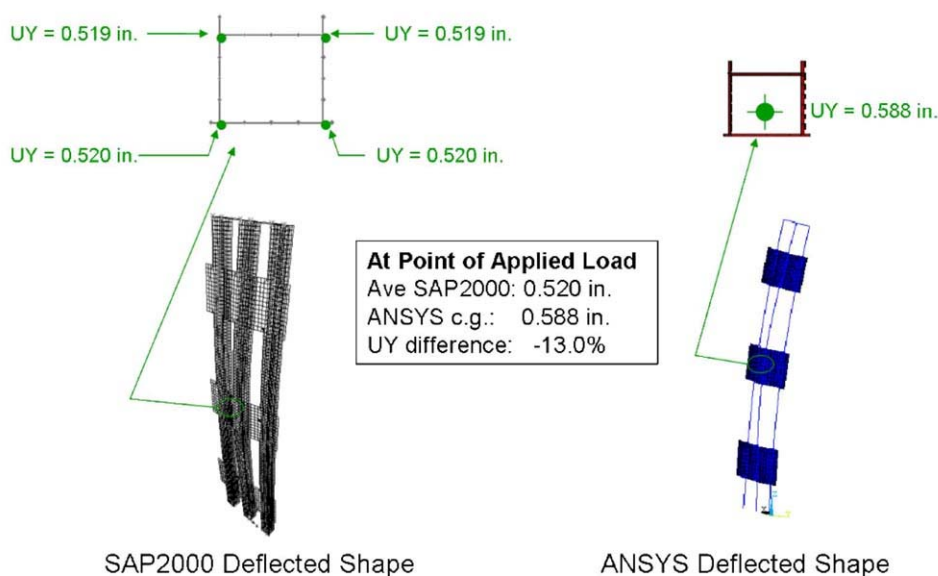 UY = 0.519 in.
UY = 0.519 in.
UY = 0.520 in.
UY = 0.520 in.
UY = 0.588 in.
At Point of Applied Load
Ave SAP2000: 0.520 in.
ANSYS c.g.: 0.588 in.
UY difference: -13.0%
SAP2000 Deflected Shape
ANSYS Deflected Shape